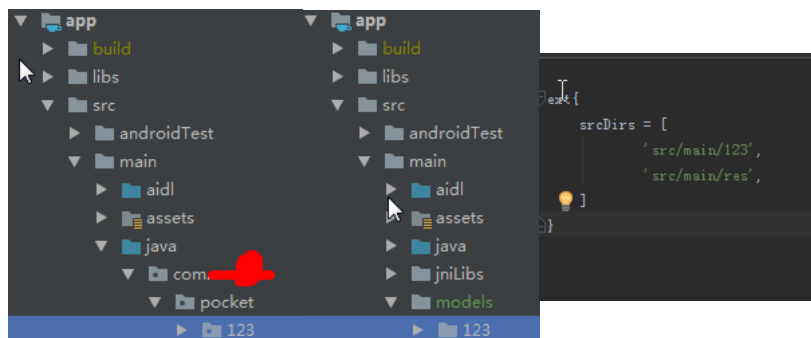 app
build
libs
src
androidTest
main
aidl
assets
java
com.
pocket
123
app
build
libs
src
androidTest
main
aidl
assets
java
jniLibs
models
123
ext{
srcDirs = [
'src/main/123',
'src/main/res',
]
}